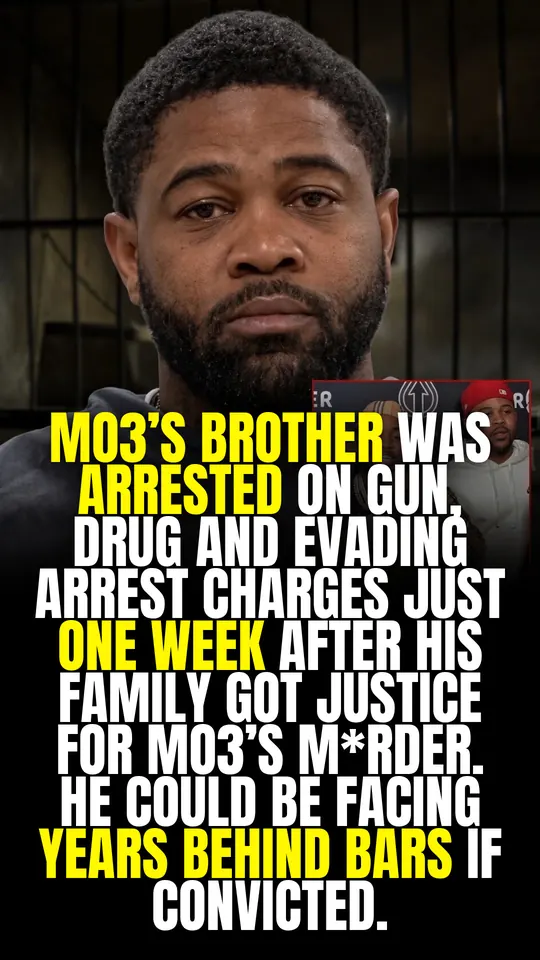 ER
MO3'S BROTHER WAS
ARRESTED ON GUN,
DRUG AND EVADING
ARREST CHARGES JUST
ONE WEEK AFTER HIS
FAMILY GOT JUSTICE
FOR MO3'S M*RDER.
HE COULD BE FACING
YEARS BEHIND BARS IF
CONVICTED.